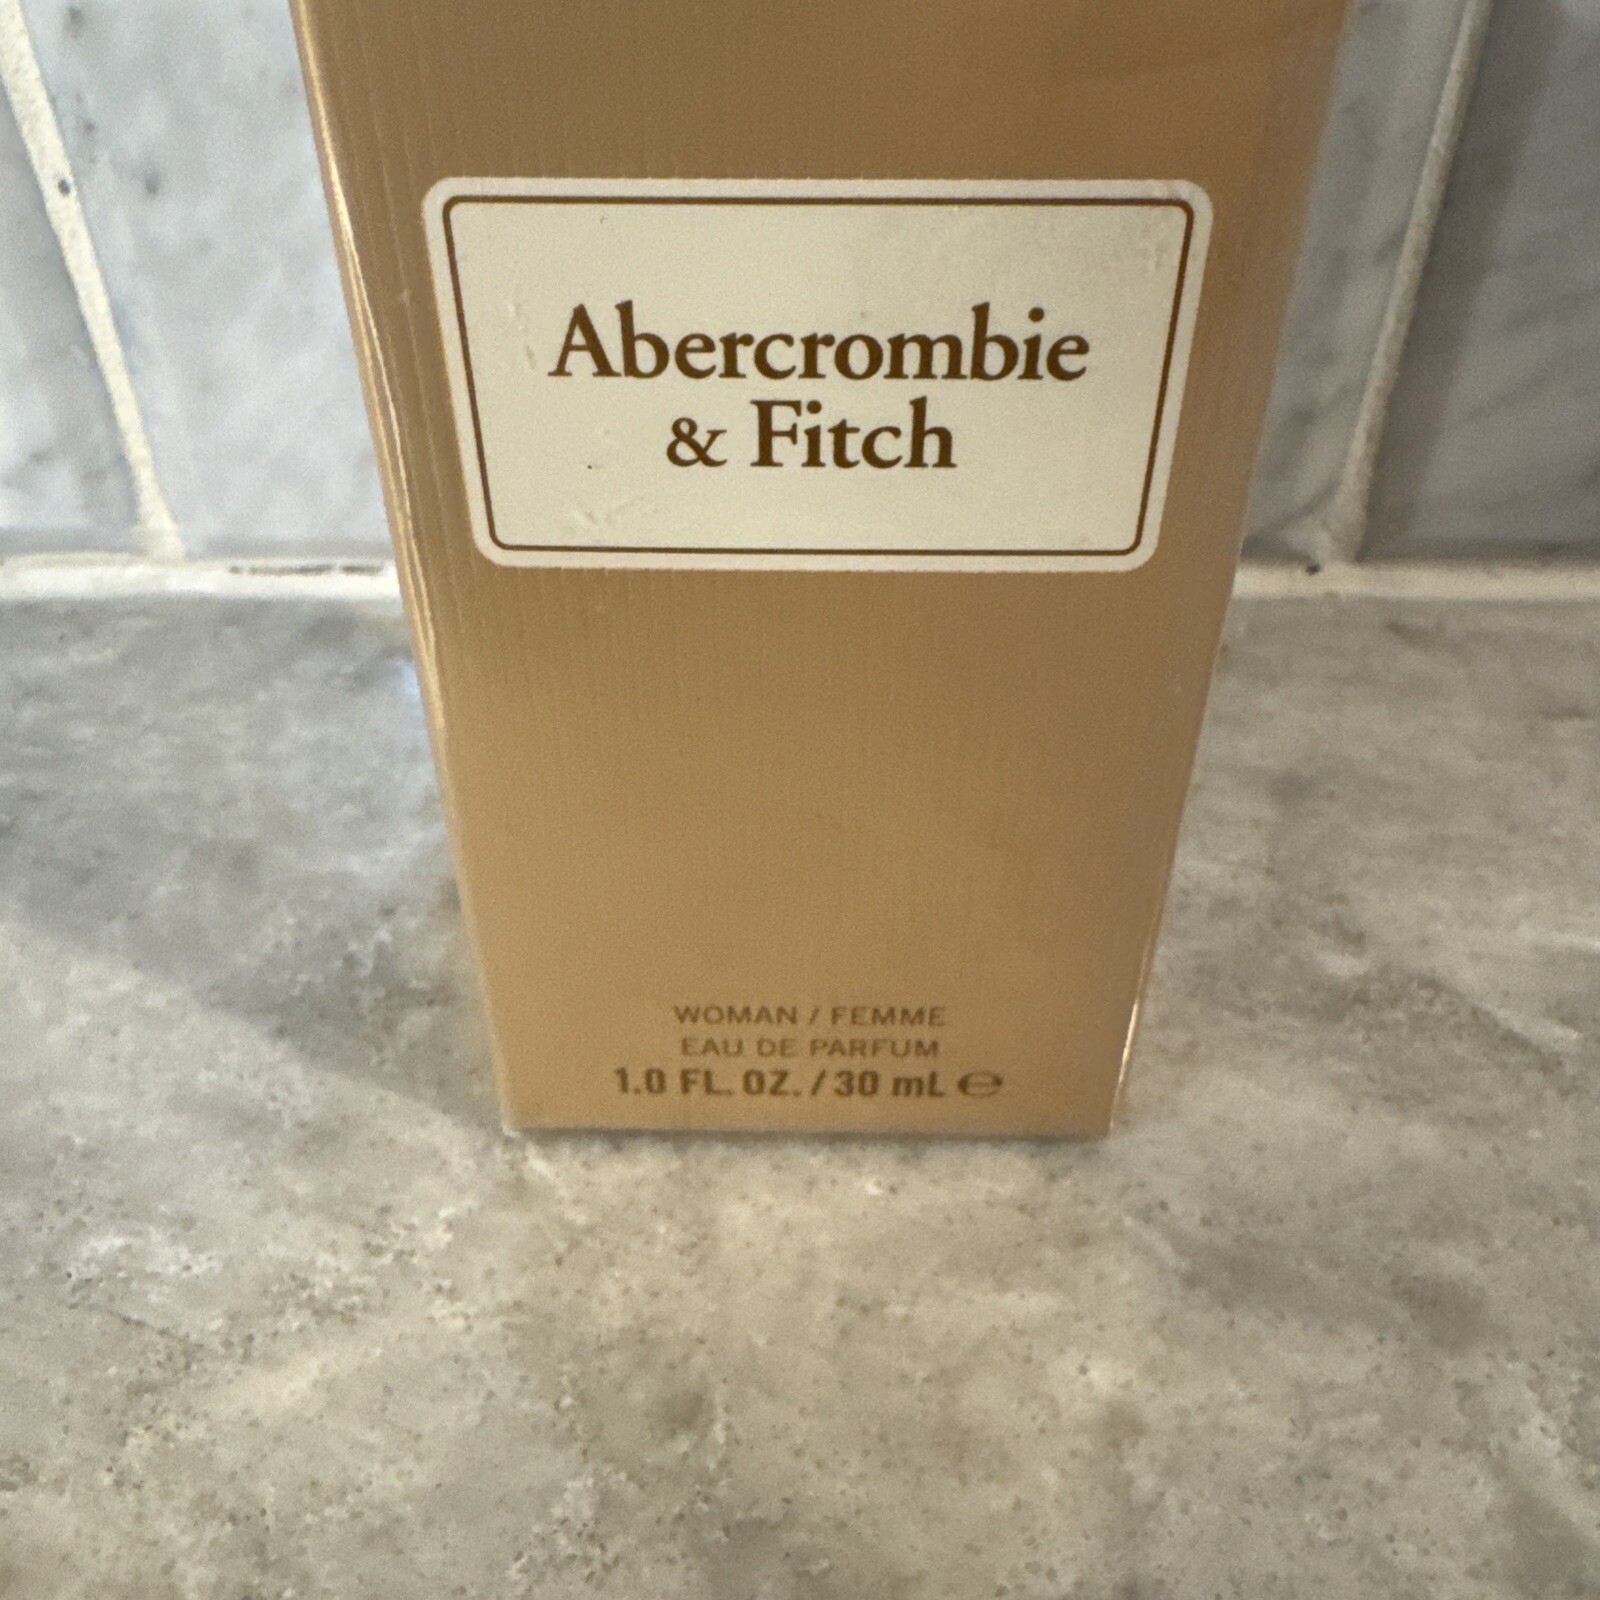 Abercrombie
& Fitch
WOMAN / FEMME
EAU DE PARFUM
1.0 FL. OZ. / 30 mL ℮